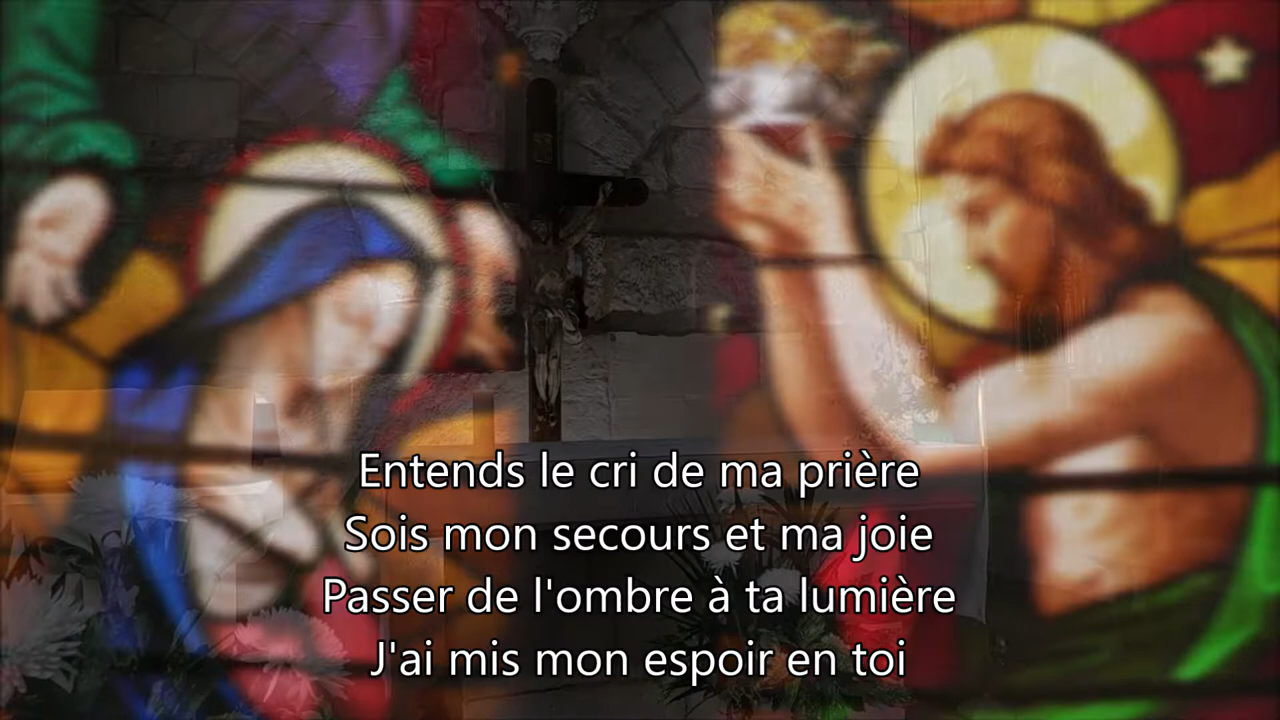 Entends le cri de ma prière
Sois mon secours et ma joie
Passer de l'ombre à ta lumière
J'ai mis mon espoir en toi